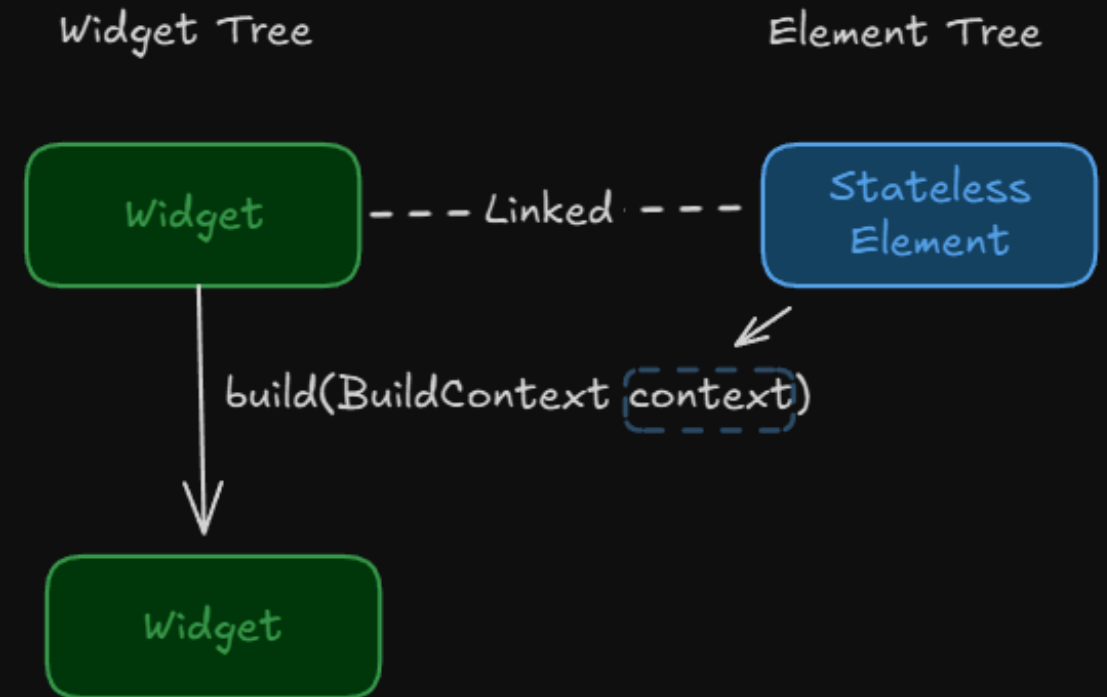 Widget Tree
Element Tree
Widget
Linked
Stateless
Element
build(BuildContext context)
Widget